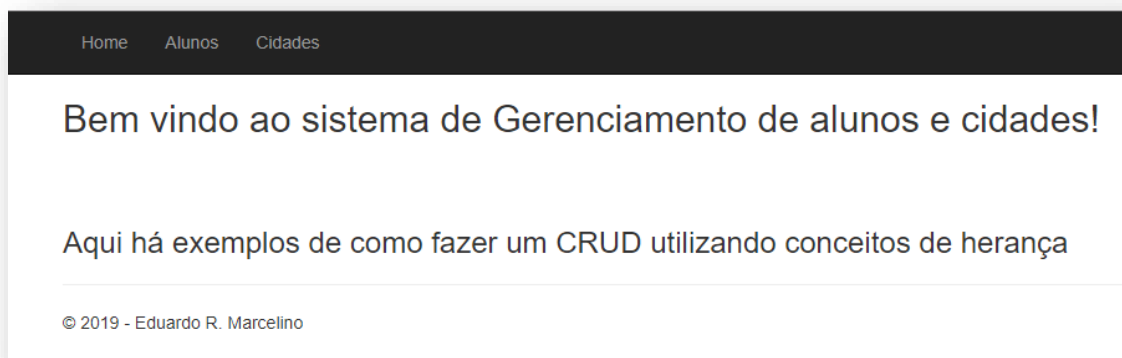 Home Alunos Cidades
Bem vindo ao sistema de Gerenciamento de alunos e cidades!
Aqui há exemplos de como fazer um CRUD utilizando conceitos de herança
© 2019 - Eduardo R. Marcelino